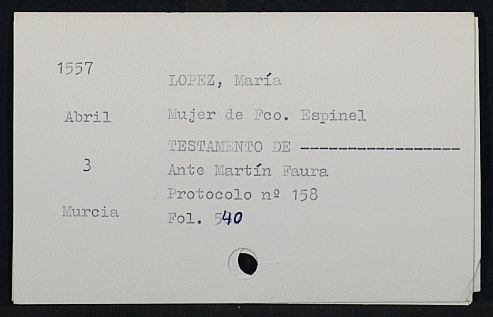 1557
LOPEZ, María
Abril
Mujer de Fco. Espinel
TESTAMENTO DE -----------------
3
Ante Martín Faura
Protocolo nº 158
Murcia
Fol. 540